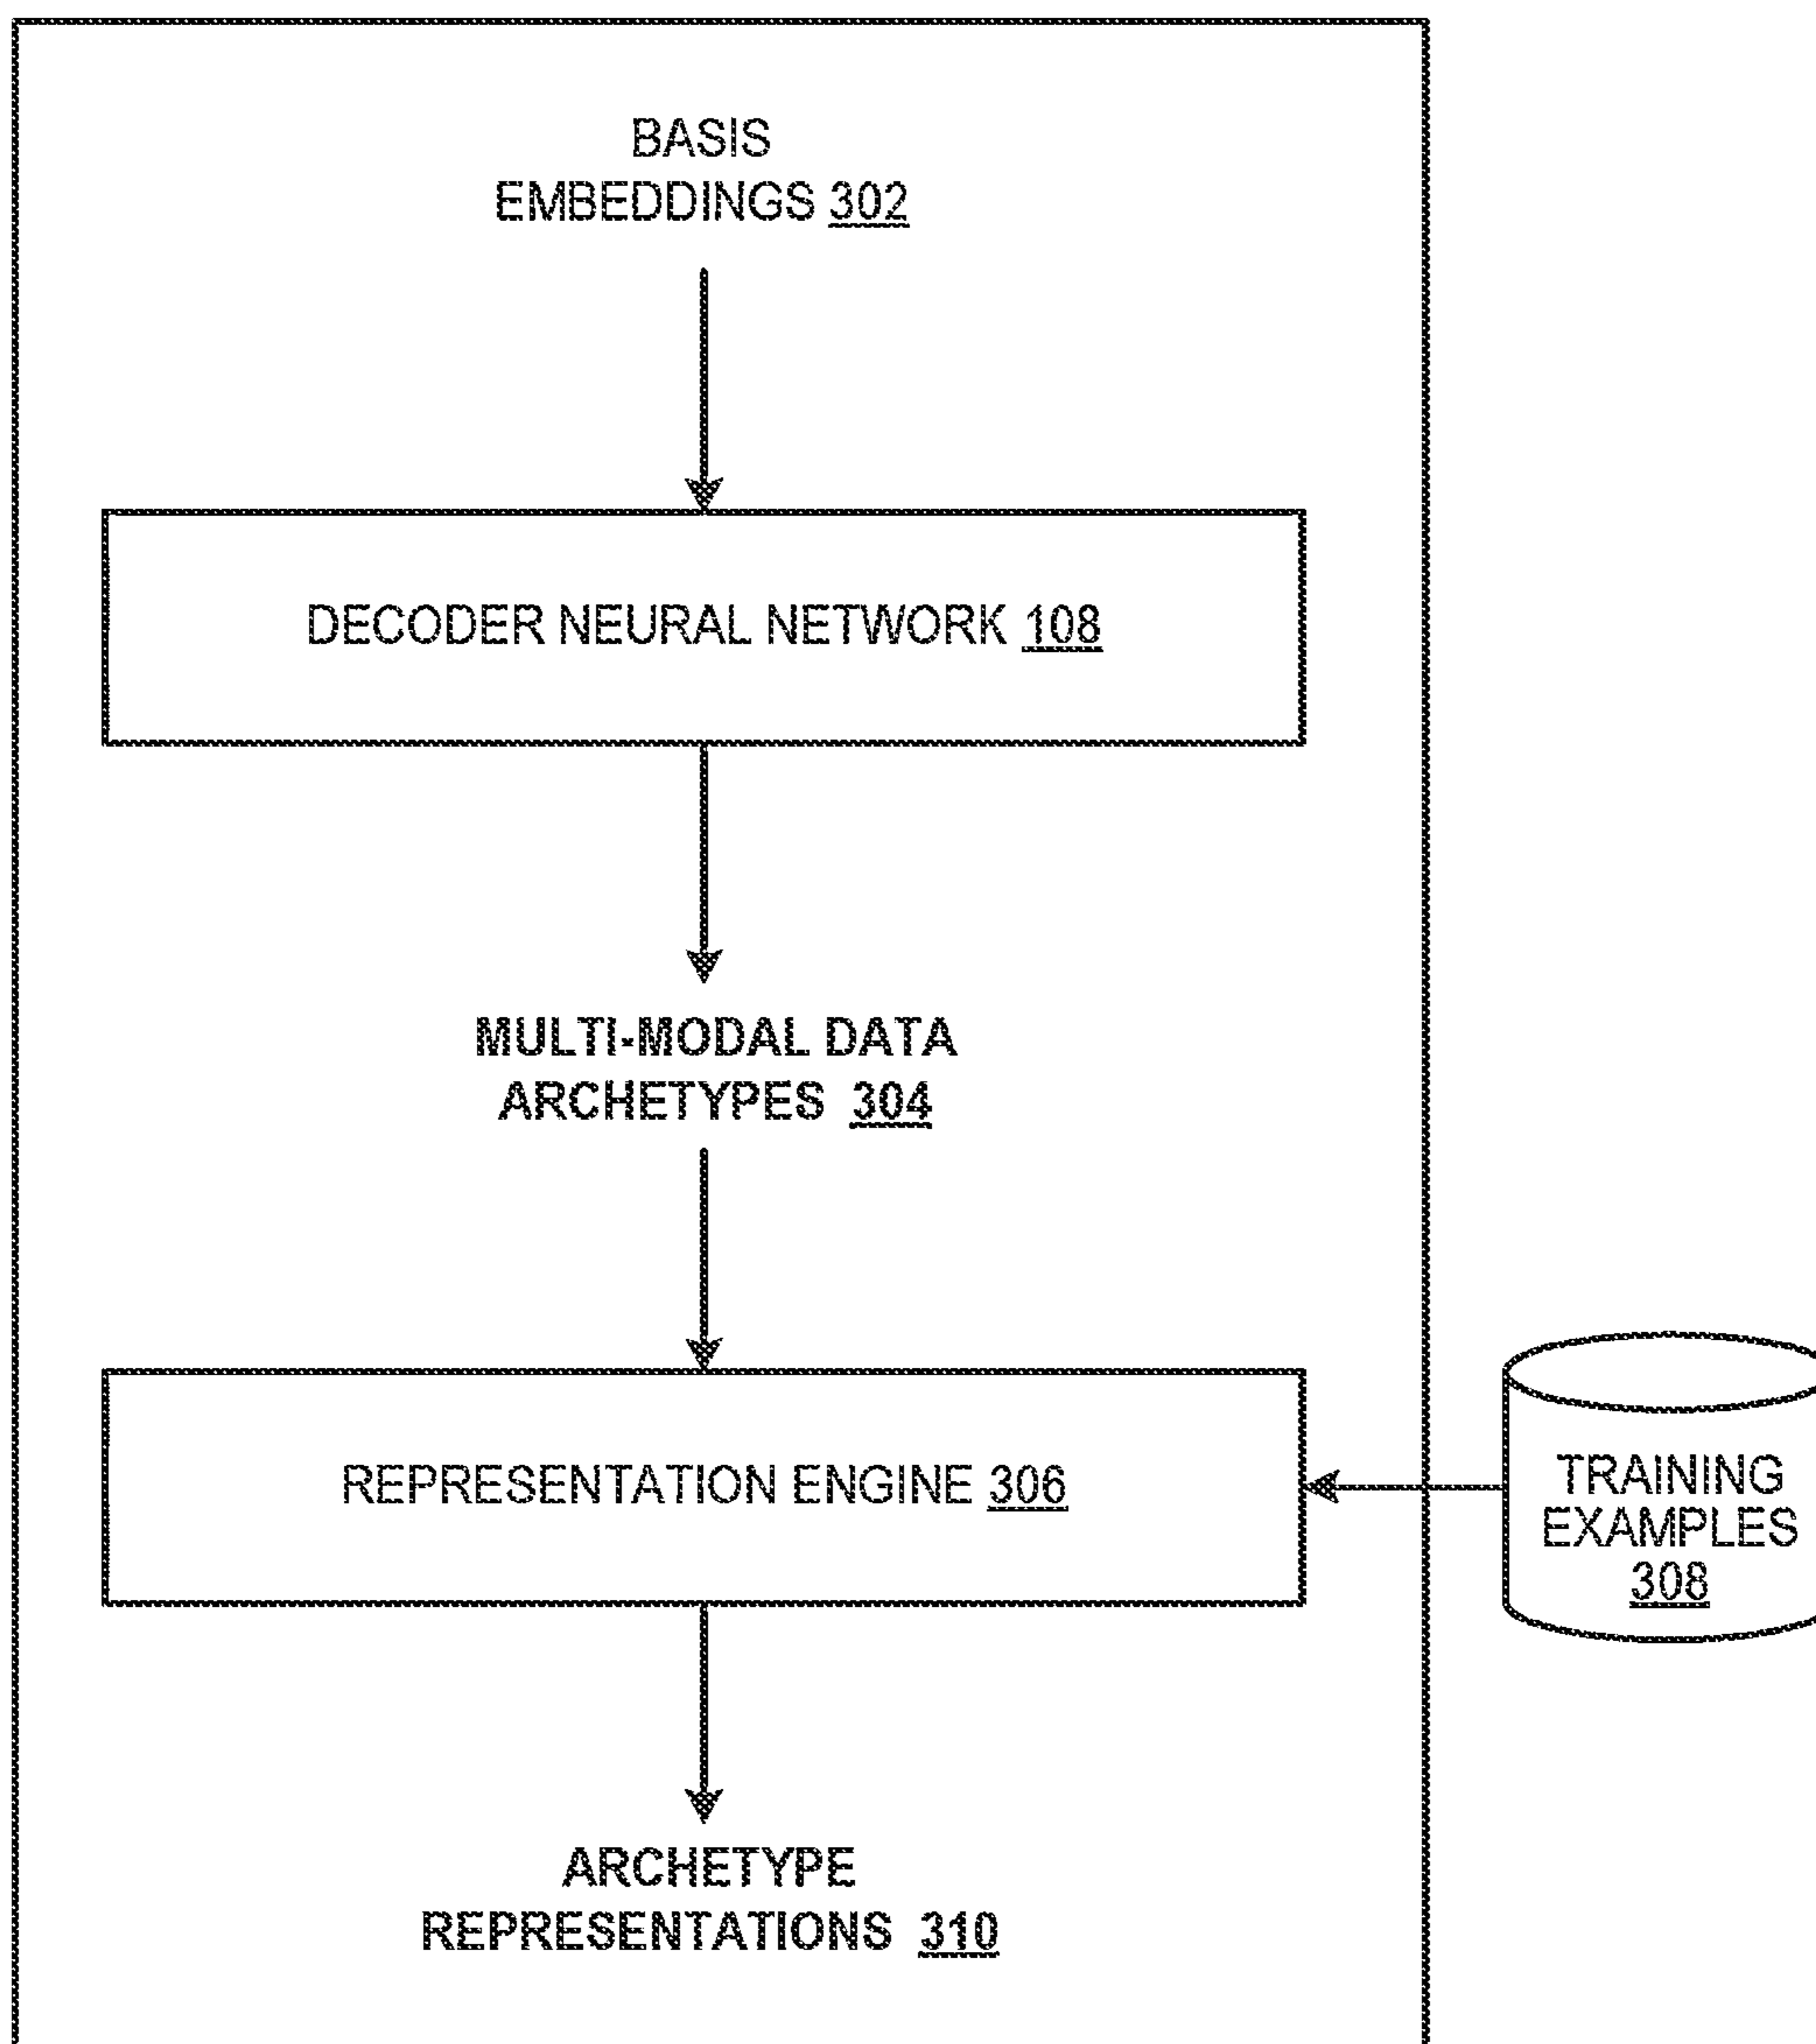 BASIS
EMBEDDINGS 302
DECODER NEURAL NETWORK 108
MULTI-MODAL DATA
ARCHETYPES 304
REPRESENTATION ENGINE 306
TRAINING
EXAMPLES
308
ARCHETYPE
REPRESENTATIONS 310